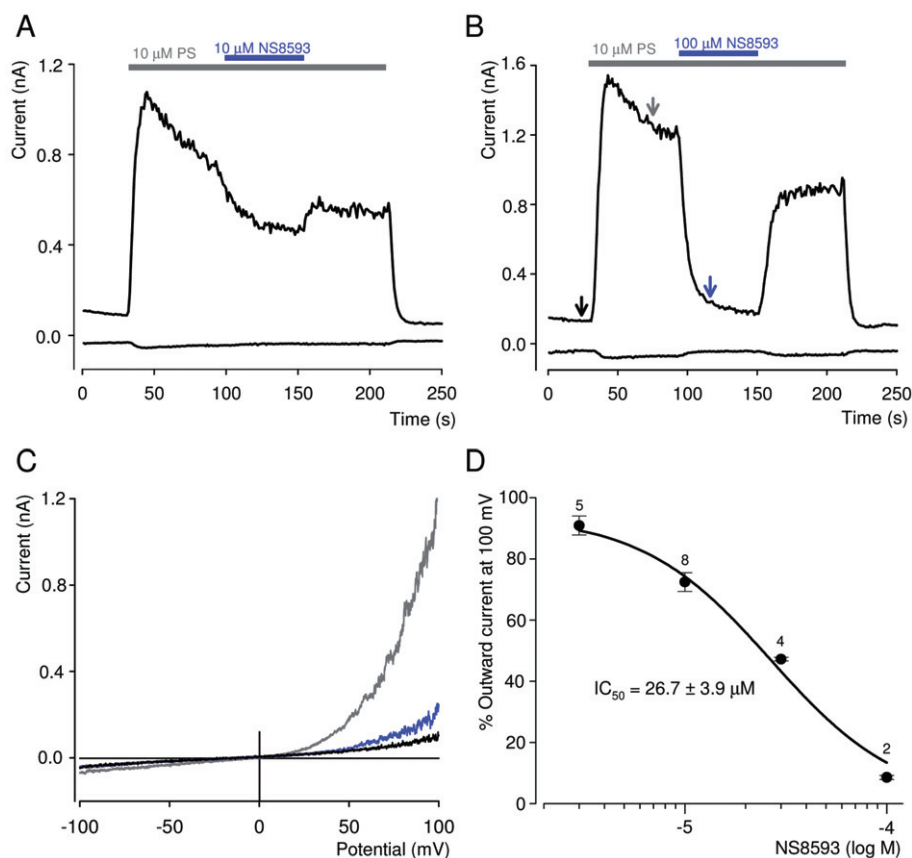 A
10 μM PS
10 μM NS8593
Current (nA)
1.2
0.8
0.4
0.0
0 50 100 150 200 250
Time (s)
B
10 μM PS
100 μM NS8593
Current (nA)
1.6
1.2
0.8
0.4
0.0
0 50 100 150 200 250
Time (s)
C
Current (nA)
1.2
0.8
0.4
0.0
-100 -50 0 50 100
Potential (mV)
D
% Outward current at 100 mV
100
80
60
40
20
0
5
8
4
2
IC50 = 26.7 ± 3.9 μM
-5 -4
NS8593 (log M)